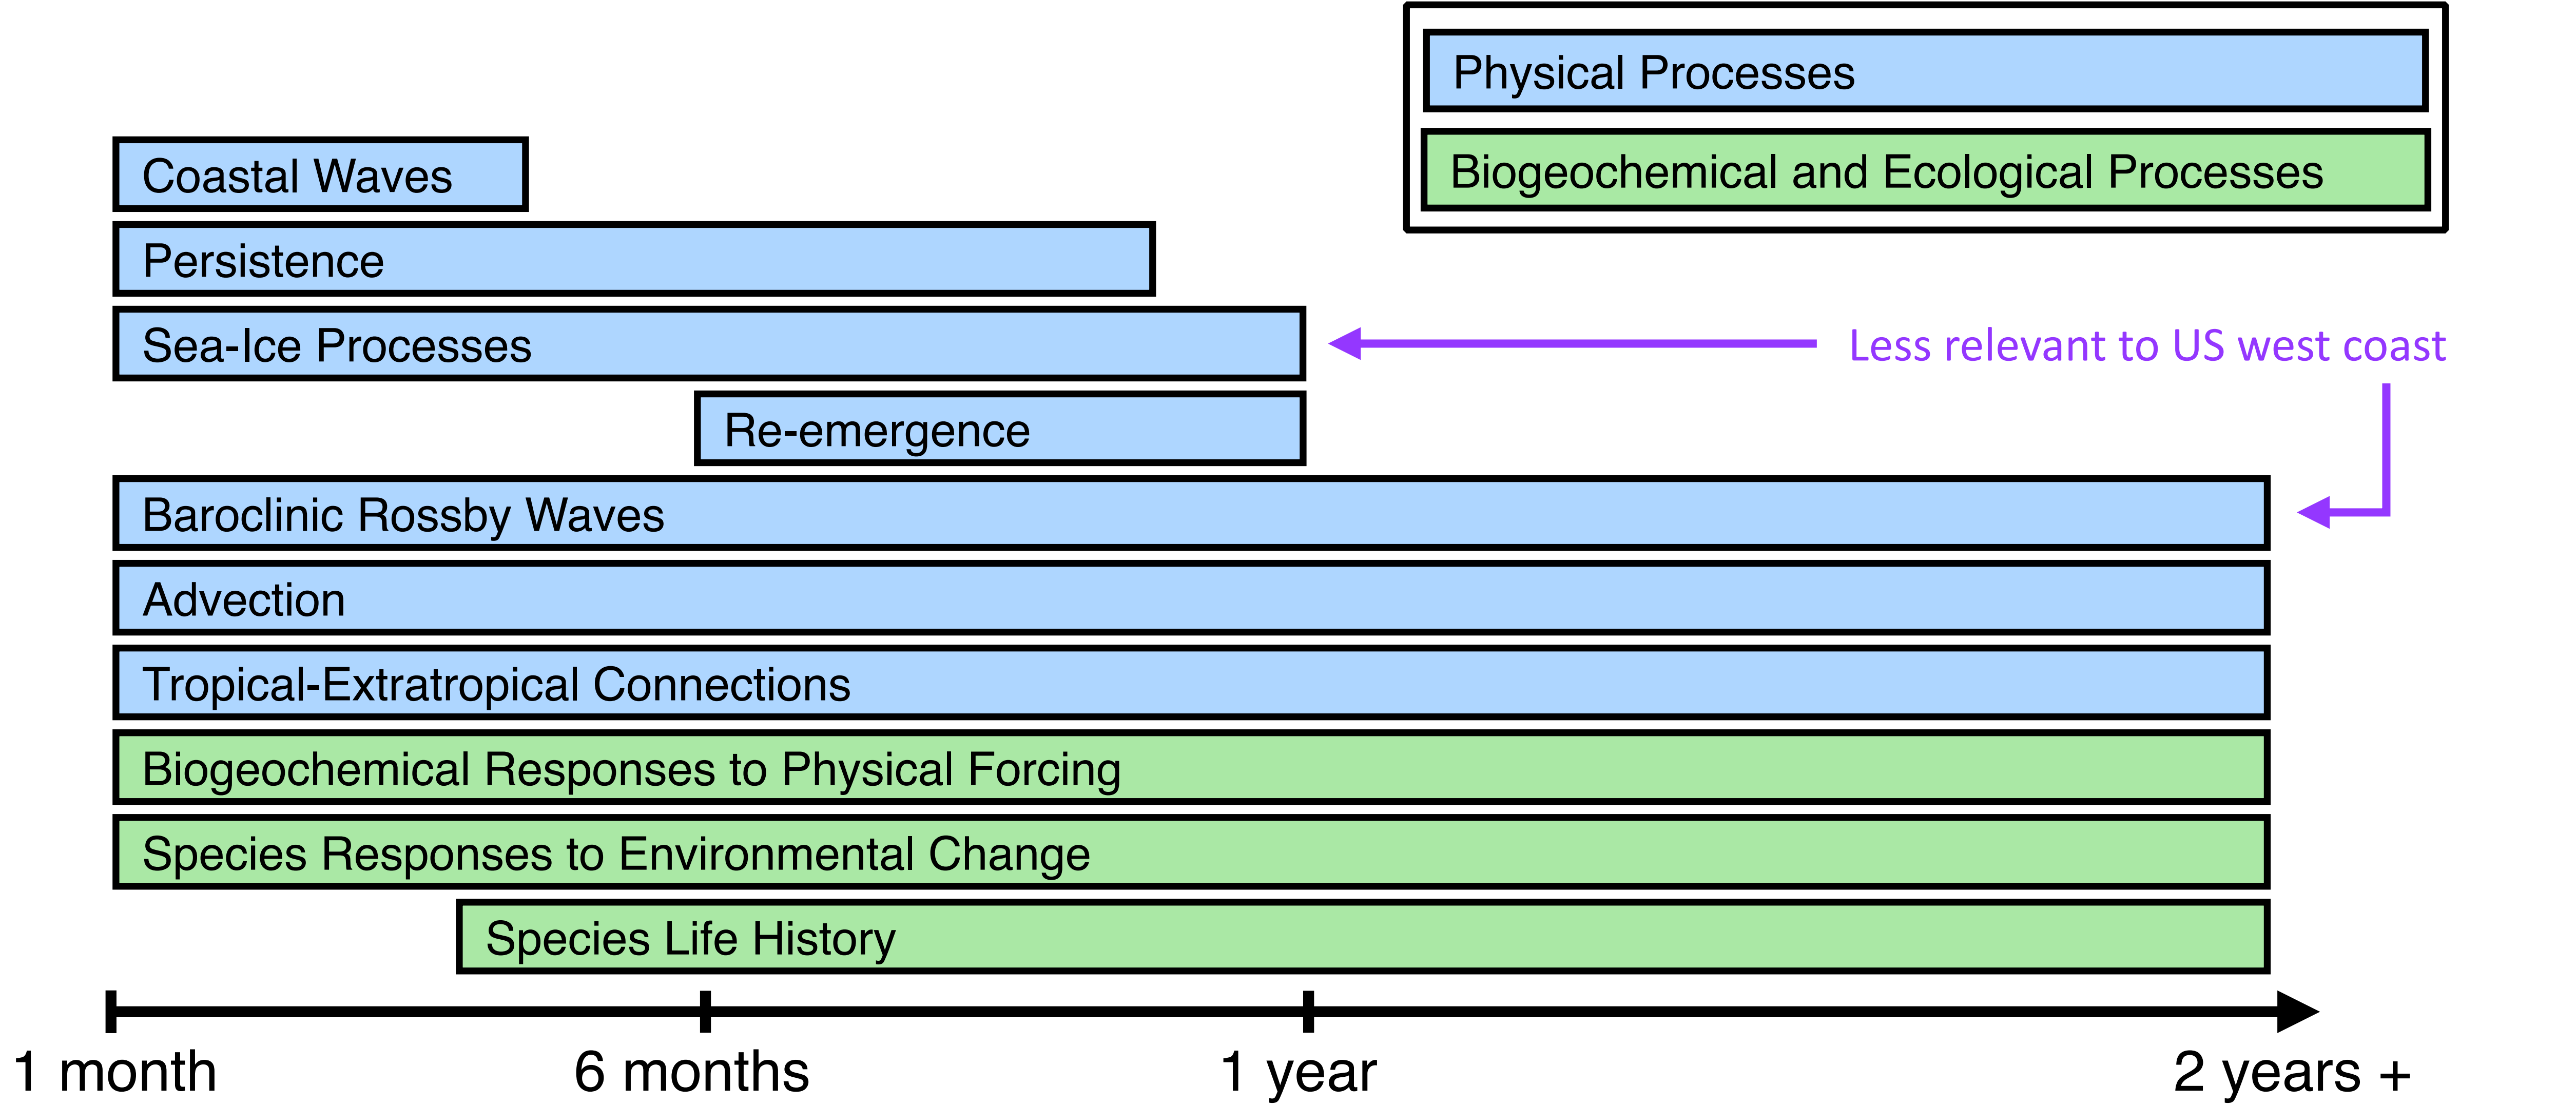 Physical Processes
Biogeochemical and Ecological Processes
Coastal Waves
Persistence
Sea-Ice Processes
Less relevant to US west coast
Re-emergence
Baroclinic Rossby Waves
Advection
Tropical-Extratropical Connections
Biogeochemical Responses to Physical Forcing
Species Responses to Environmental Change
Species Life History
1 month
6 months
1 year
2 years +